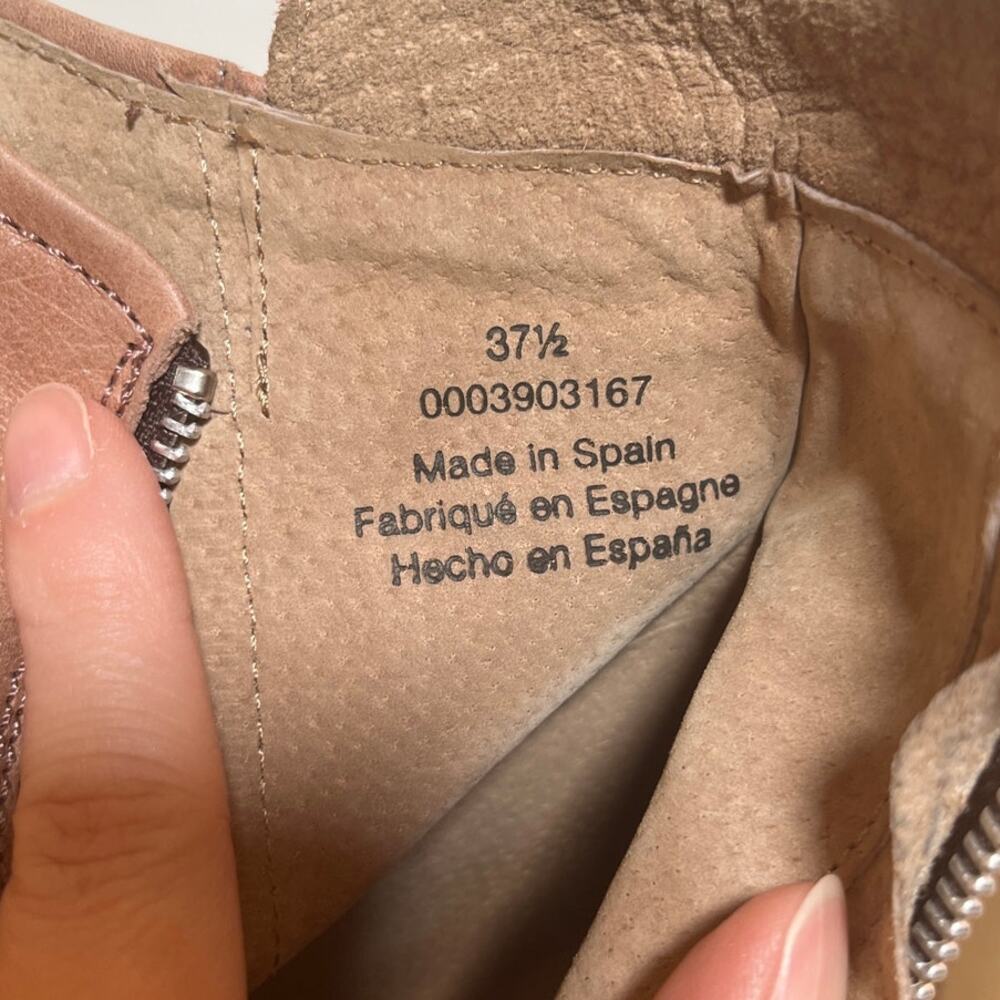 37½
0003903167
Made in Spain
Fabriqué en Espagne
Hecho en España